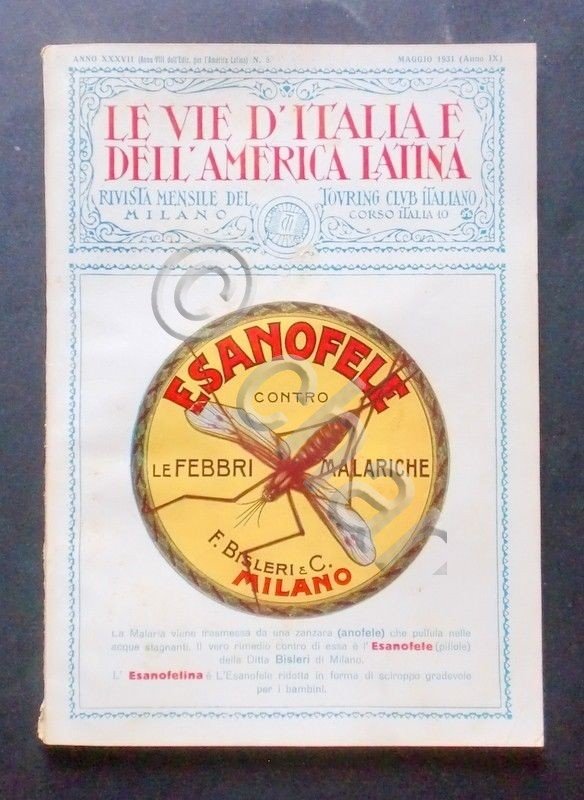 ANNO XXXVII (Anno VIII dell'Ediz. per l'America Latina) N. 5
MAGGIO 1931 (Anno IX)
LE VIE D'ITALIA E
DELL'AMERICA LATINA
RIVISTA MENSILE DEL TOVRING CLVB ITALIANO
MILANO CORSO ITALIA 10
ESANOFELE
CONTRO
LE FEBBRI MALARICHE
F. BISLERI & C.
MILANO
La Malaria viene trasmessa da una zanzara (anofele) che pullula nelle
acque stagnanti. Il vero rimedio contro di essa è l'Esanofele (pillole)
della Ditta Bisleri di Milano.
L' Esanofelina è L'Esanofele ridotta in forma di sciroppo gradevole
per i bambini.